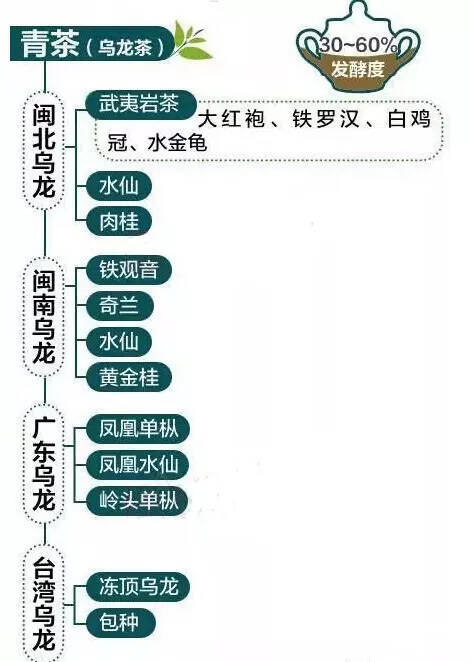 青茶（乌龙茶）
30~60%
发酵度
闽北乌龙
武夷岩茶
大红袍、铁罗汉、白鸡
冠、水金龟
水仙
肉桂
闽南乌龙
铁观音
奇兰
水仙
黄金桂
广东乌龙
凤凰单枞
凤凰水仙
岭头单枞
台湾乌龙
冻顶乌龙
包种